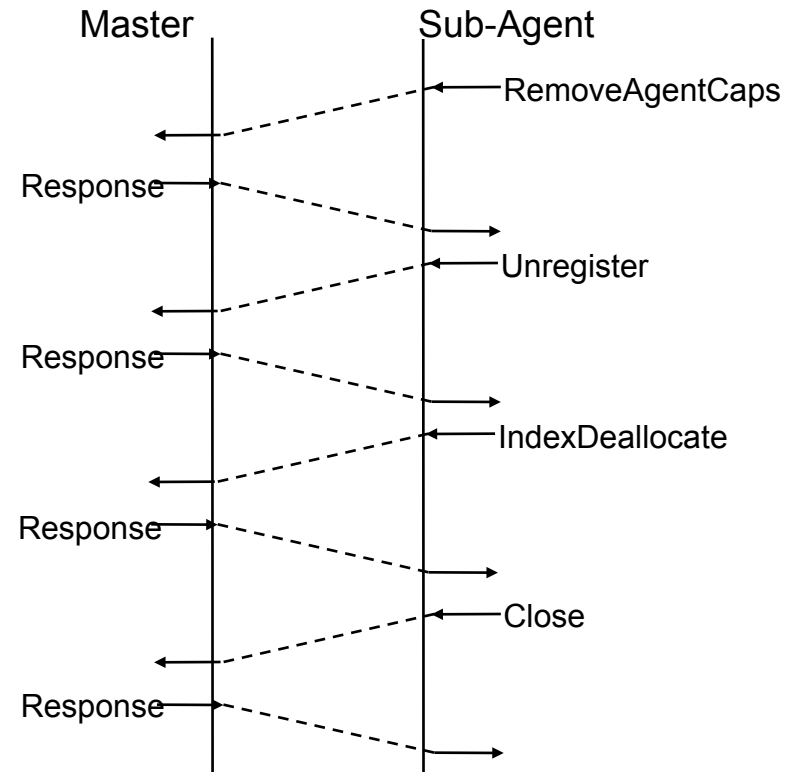 Master
Sub-Agent
RemoveAgentCaps
Response
Unregister
Response
IndexDeallocate
Response
Close
Response